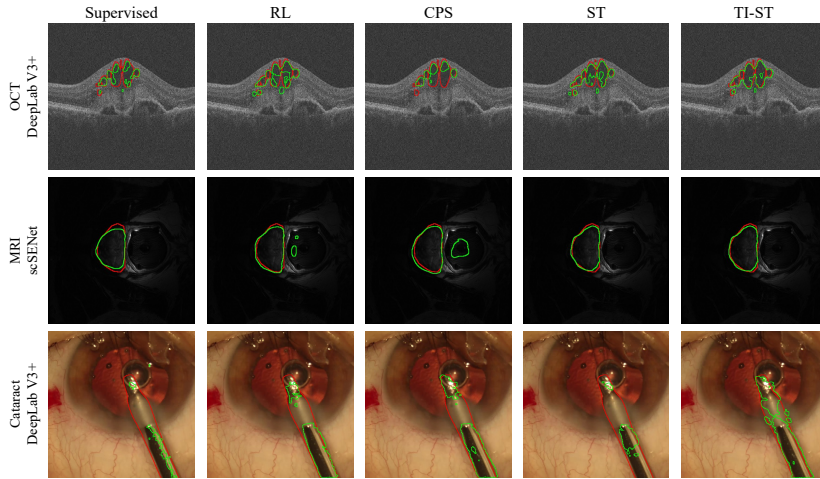 Supervised RL CPS ST TI-ST
OCT
DeepLab V3+
MRI
scSENet
Cataract
DeepLab V3+